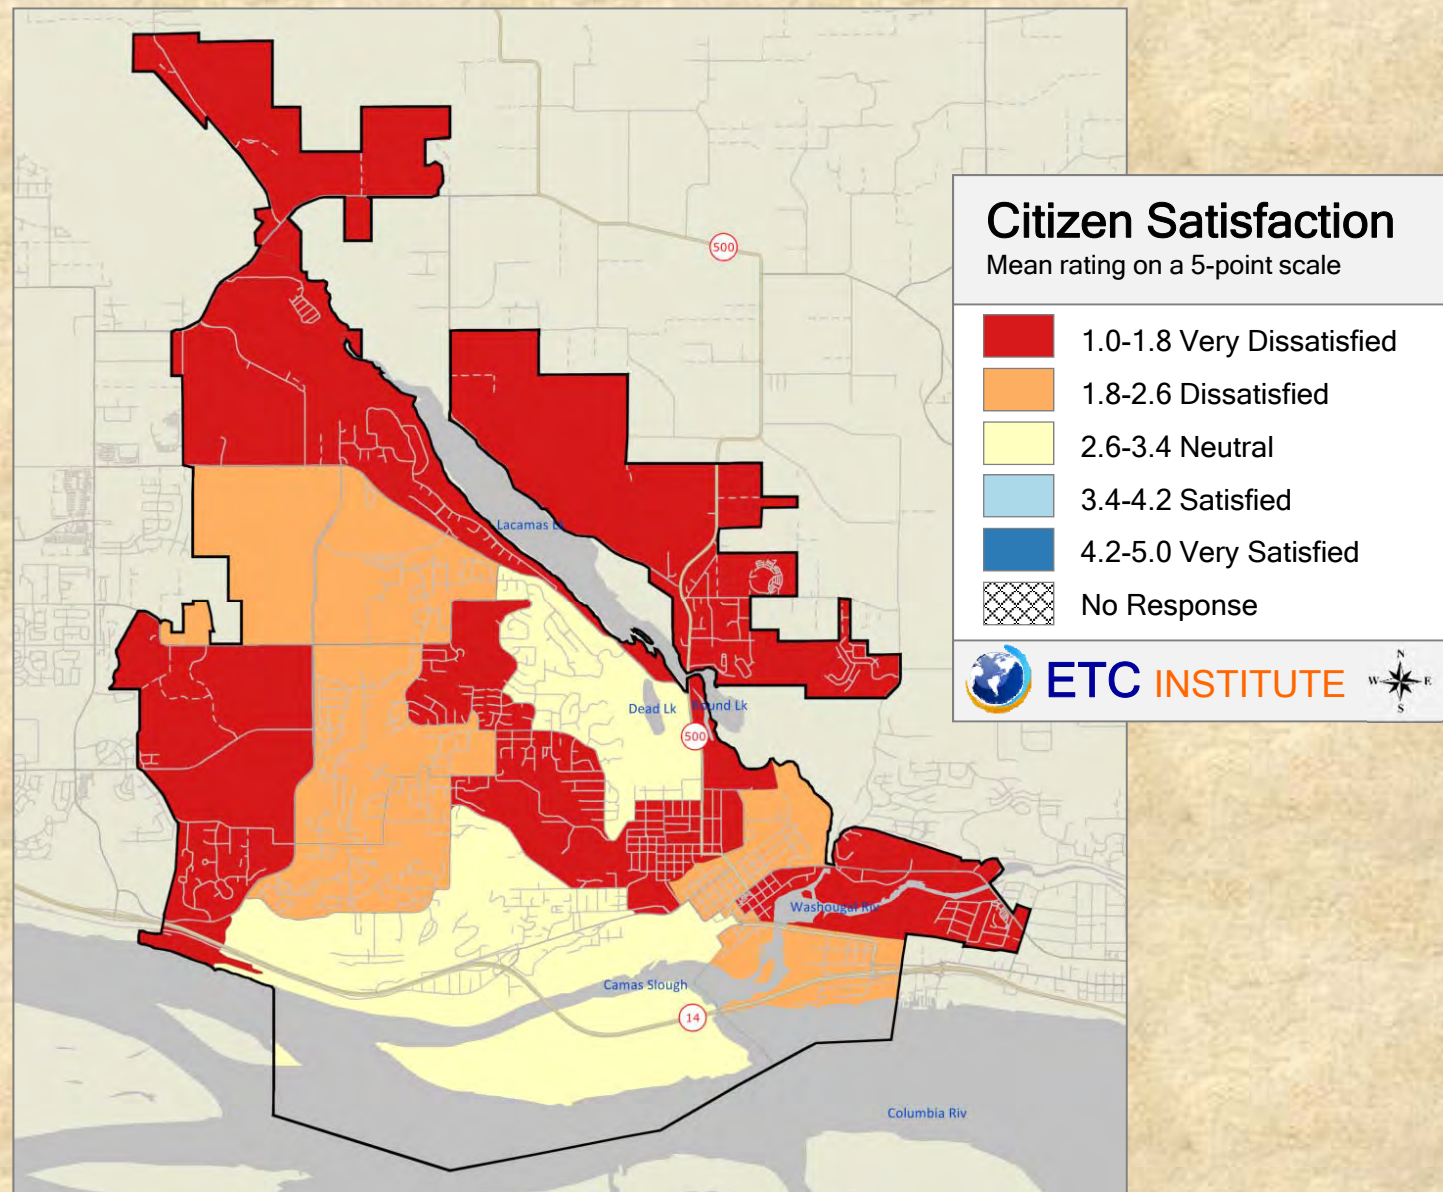 500
Citizen Satisfaction
Mean rating on a 5-point scale
1.0-1.8 Very Dissatisfied
1.8-2.6 Dissatisfied
2.6-3.4 Neutral
3.4-4.2 Satisfied
4.2-5.0 Very Satisfied
No Response
ETC INSTITUTE
N
W E
S
Lacamas
Dead Lk
Lk
500
Washougal Riv
Camas Slough
14
Columbia Riv